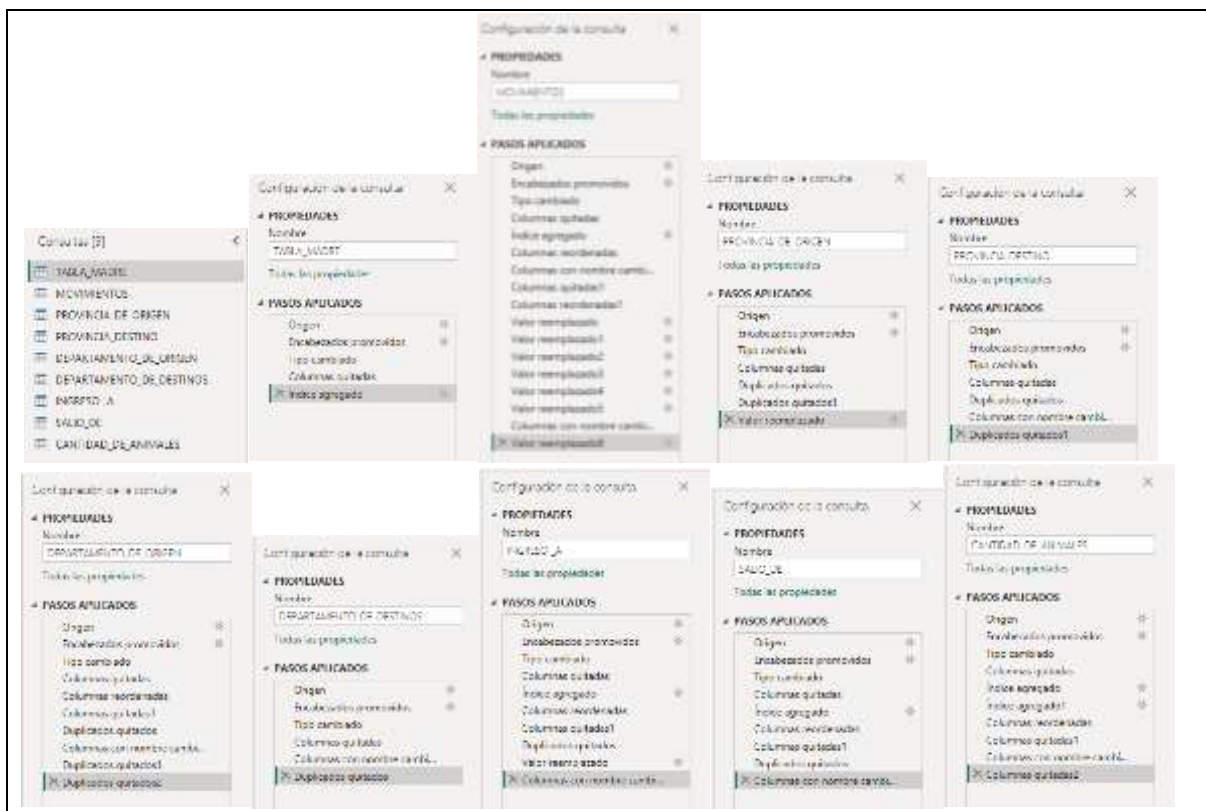 Consultas [9]
TABLA_MADRE
MOVIMIENTOS
PROVINCIA_DE_ORIGEN
PROVINCIA_DESTINO
DEPARTAMENTO_DE_ORIGEN
DEPARTAMENTO_DE_DESTINOS
INGRESO_A
SALIO_DE
CANTIDAD_DE_ANIMALES
Configuración de la consulta
PROPIEDADES
Nombre
TABLA_MADRE
Todas las propiedades
PASOS APLICADOS
Origen
Encabezados promovidos
Tipo cambiado
Columnas quitadas
Índice agregado
Configuración de la consulta
PROPIEDADES
Nombre
MOVIMIENTOS
Todas las propiedades
PASOS APLICADOS
Origen
Encabezados promovidos
Tipo cambiado
Columnas quitadas
Índice agregado
Columnas reordenadas
Columnas con nombre cambi...
Columnas quitadas1
Columnas reordenadas1
Valor reemplazado
Valor reemplazado1
Valor reemplazado2
Valor reemplazado3
Valor reemplazado4
Valor reemplazado5
Columnas con nombre cambi...
Valor reemplazado6
Configuración de la consulta
PROPIEDADES
Nombre
PROVINCIA_DE_ORIGEN
Todas las propiedades
PASOS APLICADOS
Origen
Encabezados promovidos
Tipo cambiado
Columnas quitadas
Duplicados quitados
Duplicados quitados1
Valor reemplazado
Configuración de la consulta
PROPIEDADES
Nombre
PROVINCIA_DESTINO
Todas las propiedades
PASOS APLICADOS
Origen
Encabezados promovidos
Tipo cambiado
Columnas quitadas
Duplicados quitados
Columnas con nombre cambi...
Duplicados quitados1
Configuración de la consulta
PROPIEDADES
Nombre
DEPARTAMENTO_DE_ORIGEN
Todas las propiedades
PASOS APLICADOS
Origen
Encabezados promovidos
Tipo cambiado
Columnas quitadas
Columnas reordenadas
Columnas quitadas1
Duplicados quitados
Columnas con nombre cambi...
Duplicados quitados1
Duplicados quitados2
Configuración de la consulta
PROPIEDADES
Nombre
DEPARTAMENTO_DE_DESTINOS
Todas las propiedades
PASOS APLICADOS
Origen
Encabezados promovidos
Tipo cambiado
Columnas quitadas
Columnas con nombre cambi...
Duplicados quitados
Configuración de la consulta
PROPIEDADES
Nombre
INGRESO_A
Todas las propiedades
PASOS APLICADOS
Origen
Encabezados promovidos
Tipo cambiado
Columnas quitadas
Índice agregado
Columnas reordenadas
Columnas quitadas1
Duplicados quitados
Valor reemplazado
Columnas con nombre cambi...
Configuración de la consulta
PROPIEDADES
Nombre
SALIO_DE
Todas las propiedades
PASOS APLICADOS
Origen
Encabezados promovidos
Tipo cambiado
Columnas quitadas
Índice agregado
Columnas reordenadas
Columnas quitadas1
Duplicados quitados
Columnas con nombre cambi...
Configuración de la consulta
PROPIEDADES
Nombre
CANTIDAD_DE_ANIMALES
Todas las propiedades
PASOS APLICADOS
Origen
Encabezados promovidos
Tipo cambiado
Columnas quitadas
Índice agregado
Índice agregado1
Columnas reordenadas
Columnas quitadas1
Columnas con nombre cambi...
Columnas quitadas2